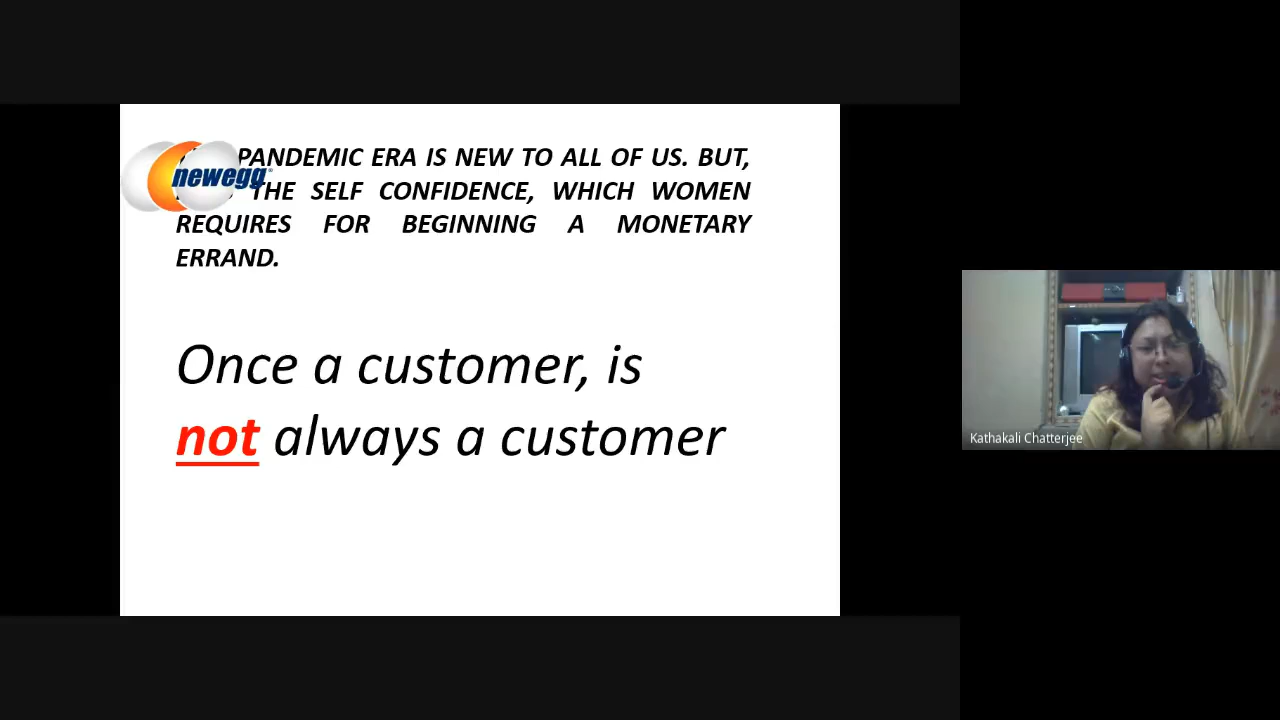 PANDEMIC ERA IS NEW TO ALL OF US. BUT,
newegg
THE SELF CONFIDENCE, WHICH WOMEN
REQUIRES FOR BEGINNING A MONETARY
ERRAND.
Once a customer, is
not always a customer
Kathakali Chatterjee